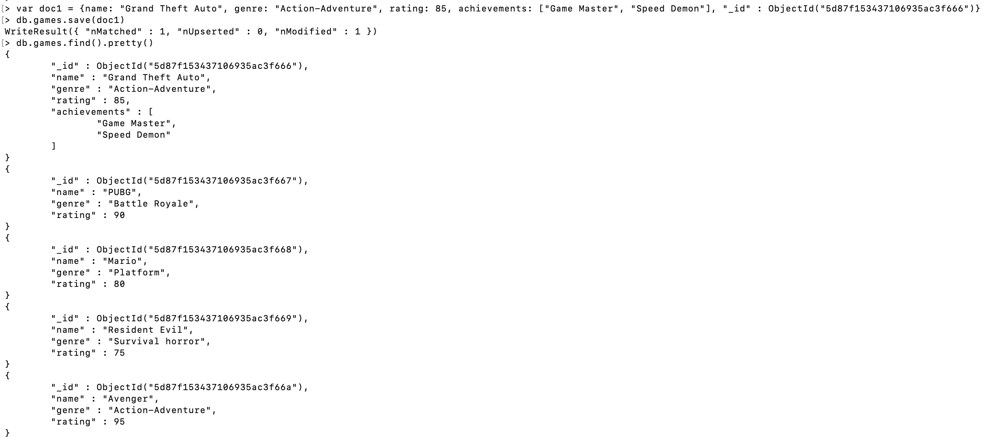 [> var doc1 = {name: "Grand Theft Auto", genre: "Action-Adventure", rating: 85, achievements: ["Game Master", "Speed Demon"], "_id" : ObjectId("5d87f153437106935ac3f666")}
[> db.games.save(doc1)
WriteResult({ "nMatched" : 1, "nUpserted" : 0, "nModified" : 1 })
[> db.games.find().pretty()
{
"_id" : ObjectId("5d87f153437106935ac3f666"),
"name" : "Grand Theft Auto",
"genre" : "Action-Adventure",
"rating" : 85,
"achievements" : [
"Game Master",
"Speed Demon"
]
}
{
"_id" : ObjectId("5d87f153437106935ac3f667"),
"name" : "PUBG",
"genre" : "Battle Royale",
"rating" : 90
}
{
"_id" : ObjectId("5d87f153437106935ac3f668"),
"name" : "Mario",
"genre" : "Platform",
"rating" : 80
}
{
"_id" : ObjectId("5d87f153437106935ac3f669"),
"name" : "Resident Evil",
"genre" : "Survival horror",
"rating" : 75
}
{
"_id" : ObjectId("5d87f153437106935ac3f66a"),
"name" : "Avenger",
"genre" : "Action-Adventure",
"rating" : 95
}